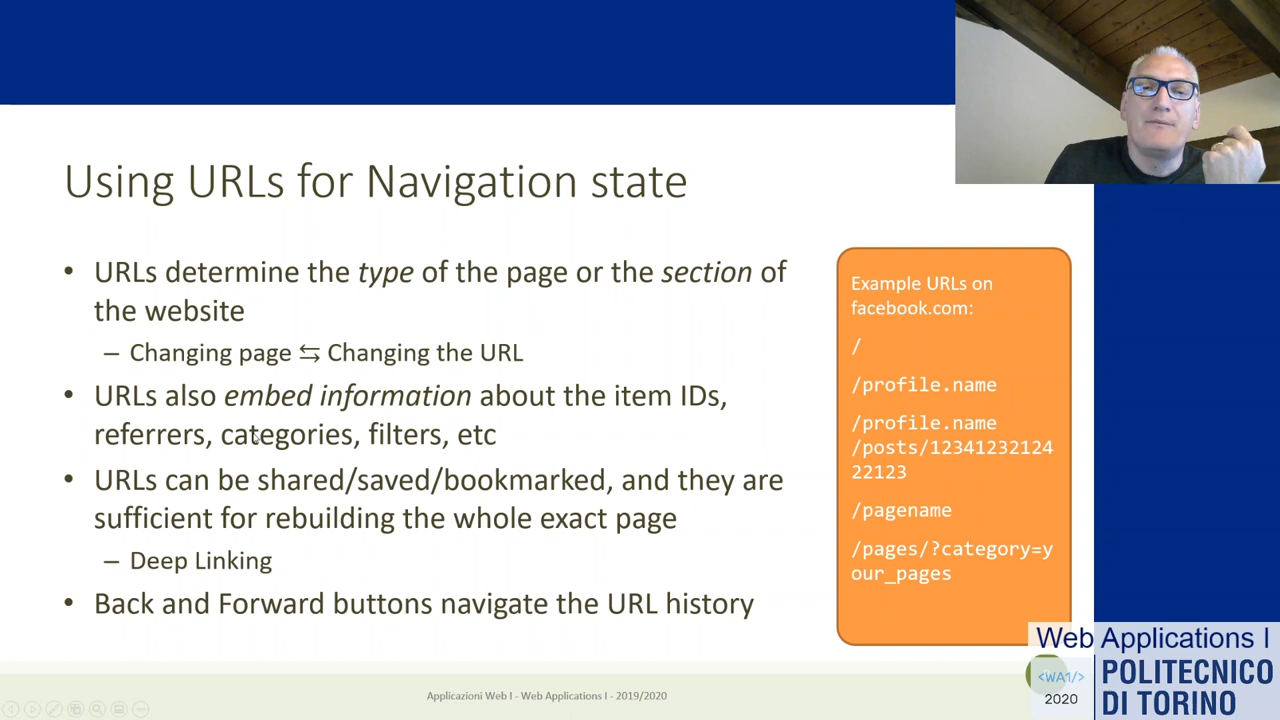 Using URLs for Navigation state
• URLs determine the type of the page or the section of
the website
– Changing page ⇆ Changing the URL
• URLs also embed information about the item IDs,
referrers, categories, filters, etc
• URLs can be shared/saved/bookmarked, and they are
sufficient for rebuilding the whole exact page
– Deep Linking
• Back and Forward buttons navigate the URL history
Example URLs on
facebook.com:
/
/profile.name
/profile.name
/posts/12341232124
22123
/pagename
/pages/?category=y
our_pages
Applicazioni Web I - Web Applications I - 2019/2020
Web Applications I
<WA1/>
2020
POLITECNICO
DI TORINO